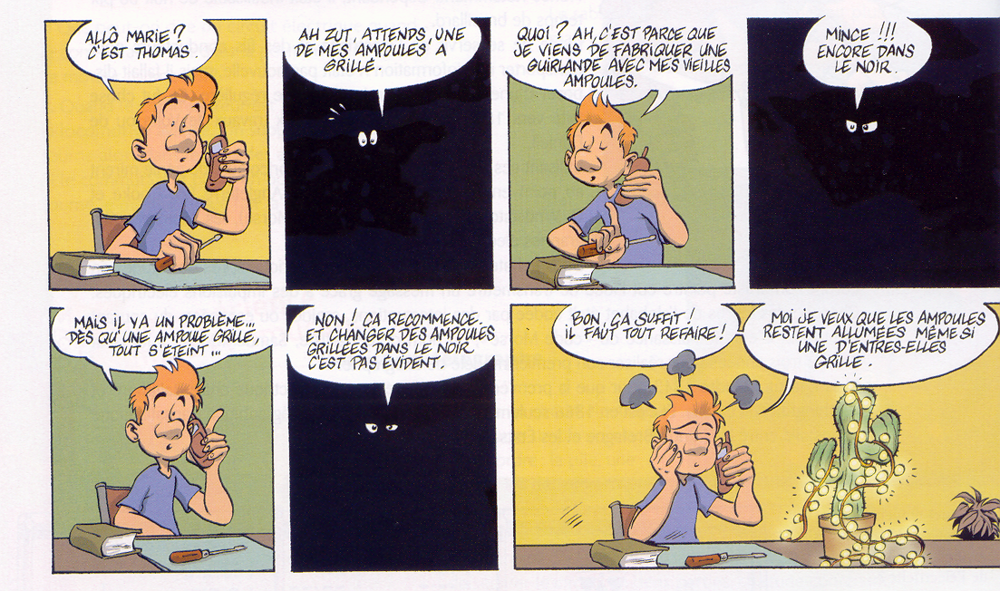 ALLÔ MARIE ?
C'EST THOMAS.
AH ZUT, ATTENDS, UNE
DE MES AMPOULES A
GRILLÉ.
QUOI ? AH, C'EST PARCE QUE
JE VIENS DE FABRIQUER UNE
GUIRLANDE AVEC MES VIEILLES
AMPOULES.
MINCE !!!
ENCORE DANS
LE NOIR.
MAIS IL Y A UN PROBLÈME...
DÈS QU'UNE AMPOULE GRILLE,
TOUT S'ÉTEINT...
NON ! ÇA RECOMMENCE.
ET CHANGER DES AMPOULES
GRILLÉES DANS LE NOIR
C'EST PAS ÉVIDENT.
BON, ÇA SUFFIT !
IL FAUT TOUT REFAIRE !
MOI JE VEUX QUE LES AMPOULES
RESTENT ALLUMÉES MÊME SI
UNE D'ENTRES-ELLES
GRILLE.